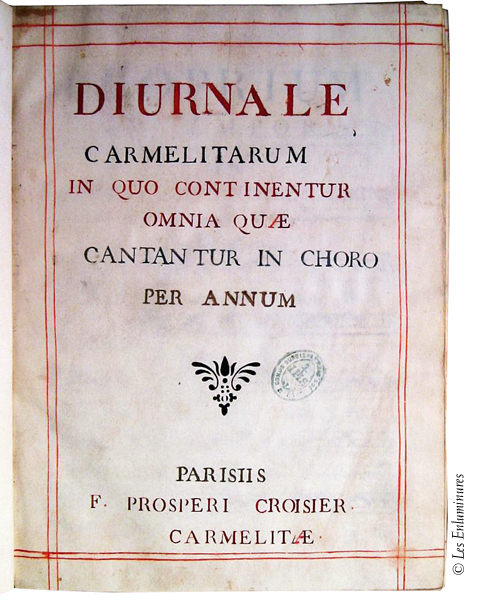 DIURNALE
CARMELITARUM
IN QUO CONTINENTUR
OMNIA QUÆ
CANTANTUR IN CHORO
PER ANNUM
PARISIIS
F. PROSPERI CROISIER.
CARMELITÆ.
© Les Enluminures